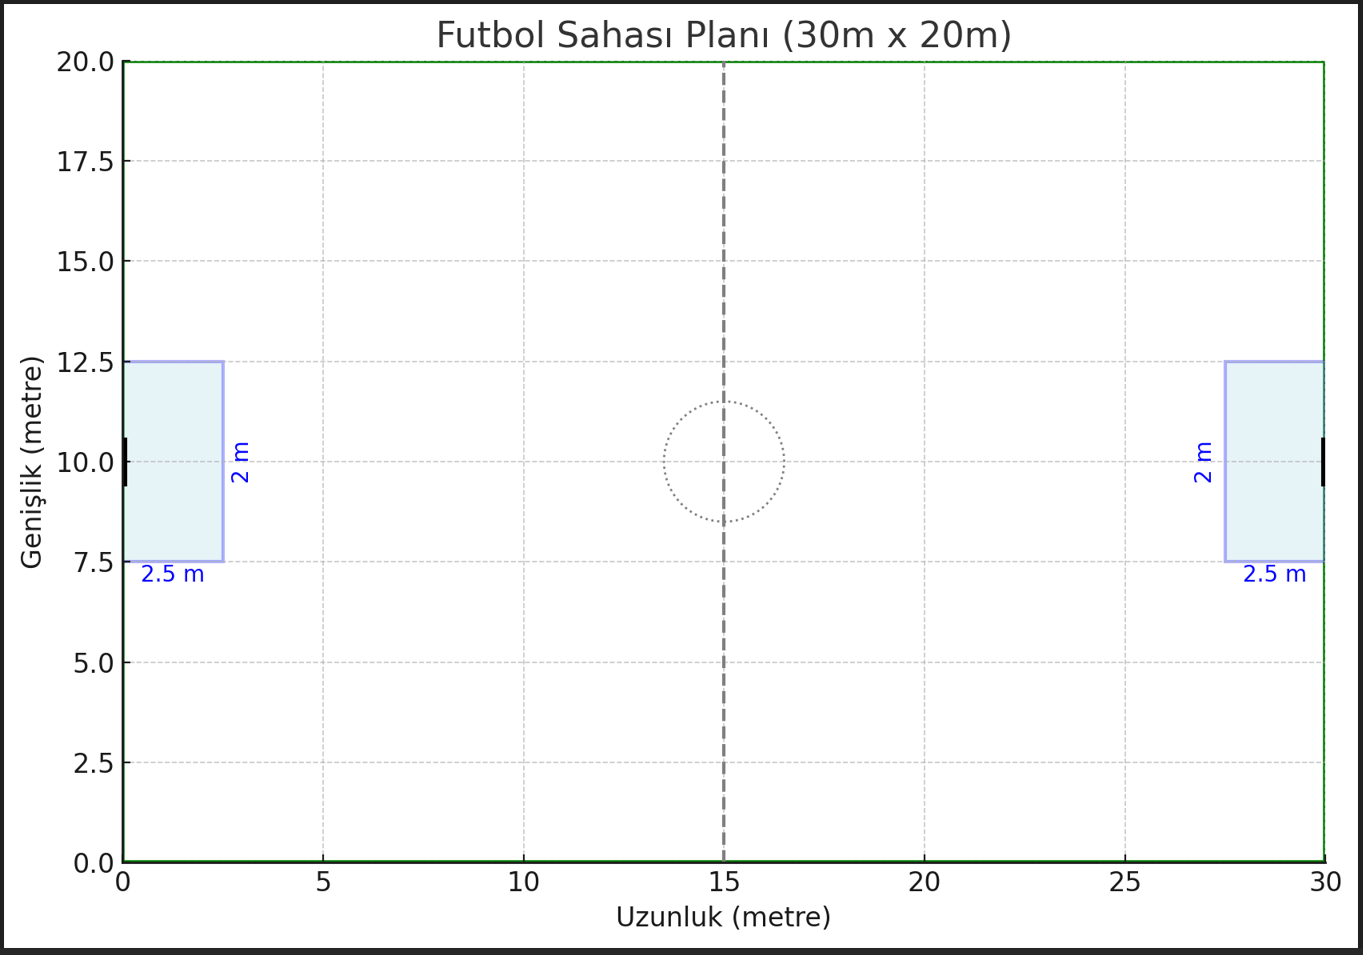 Futbol Sahası Planı (30m x 20m)
20.0
17.5
15.0
12.5
10.0
7.5
5.0
2.5
0.0
Genişlik (metre)
2 m
2 m
2.5 m
2.5 m
0
5
10
15
20
25
30
Uzunluk (metre)